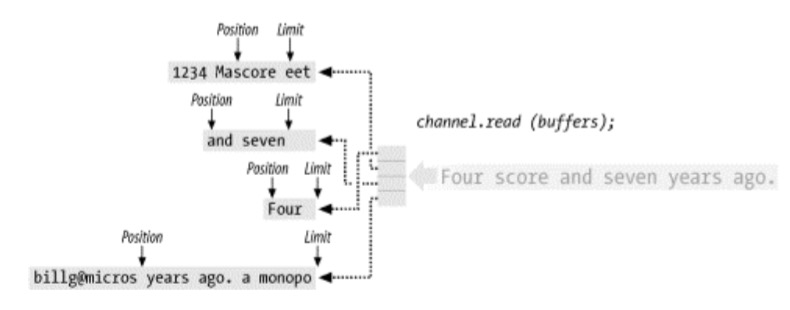 Position Limit
1234 Mascore eet
Position Limit
channel.read (buffers);
and seven
Position Limit
Four score and seven years ago.
Four
Position Limit
billg@micros years ago. a monopo